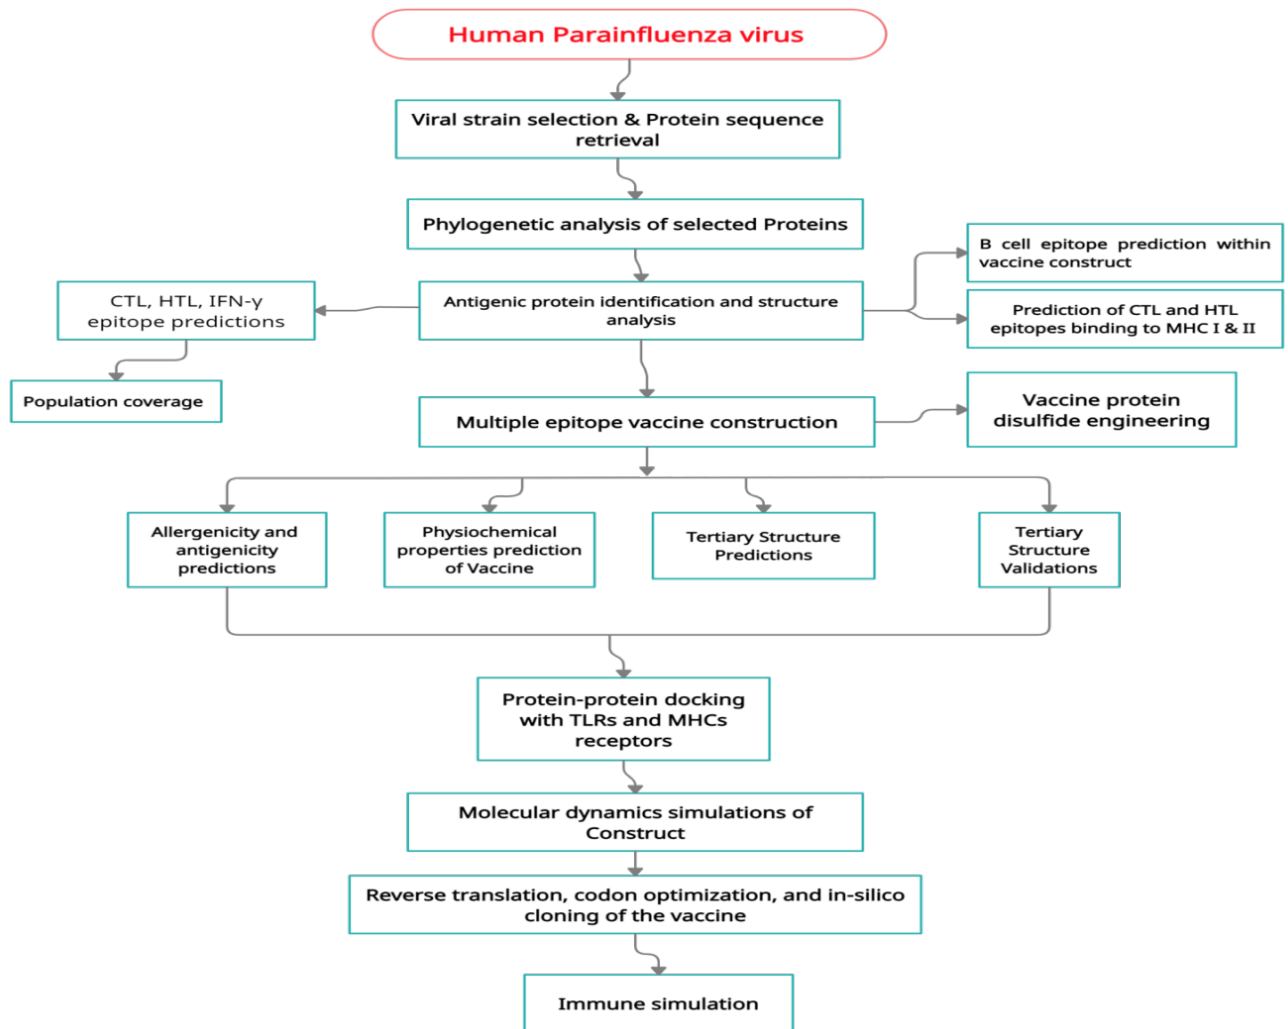 Human Parainfluenza virus
Viral strain selection & Protein sequence
retrieval
Phylogenetic analysis of selected Proteins
B cell epitope prediction within
vaccine construct
CTL, HTL, IFN-γ
epitope predictions
Antigenic protein identification and structure
analysis
Prediction of CTL and HTL
epitopes binding to MHC I & II
Population coverage
Multiple epitope vaccine construction
Vaccine protein
disulfide engineering
Allergenicity and
antigenicity
predictions
Physiochemical
properties prediction
of Vaccine
Tertiary Structure
Predictions
Tertiary
Structure
Validations
Protein-protein docking
with TLRs and MHCs
receptors
Molecular dynamics simulations of
Construct
Reverse translation, codon optimization, and in-silico
cloning of the vaccine
Immune simulation